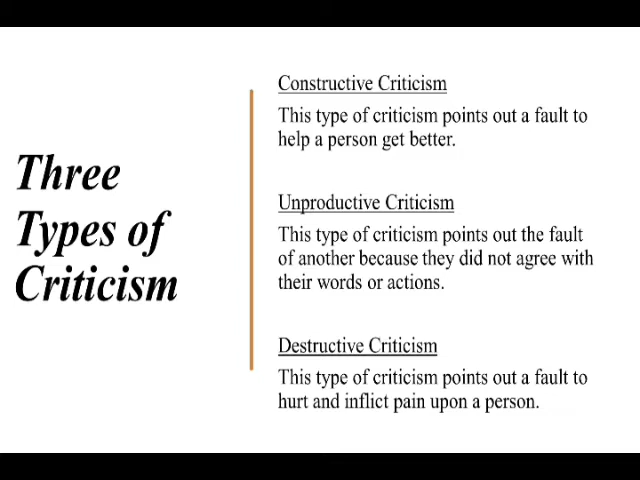 Three
Types of
Criticism
Constructive Criticism
This type of criticism points out a fault to
help a person get better.
Unproductive Criticism
This type of criticism points out the fault
of another because they did not agree with
their words or actions.
Destructive Criticism
This type of criticism points out a fault to
hurt and inflict pain upon a person.